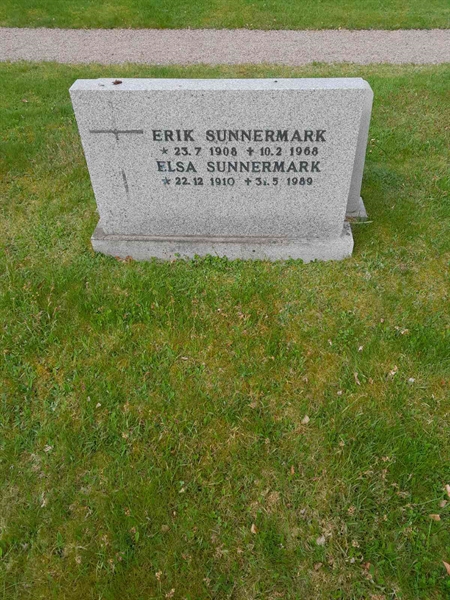 ERIK SUNNERMARK
* 23.7 1908 + 10.2 1968
ELSA SUNNERMARK
* 22.12 1910 + 31.5 1989